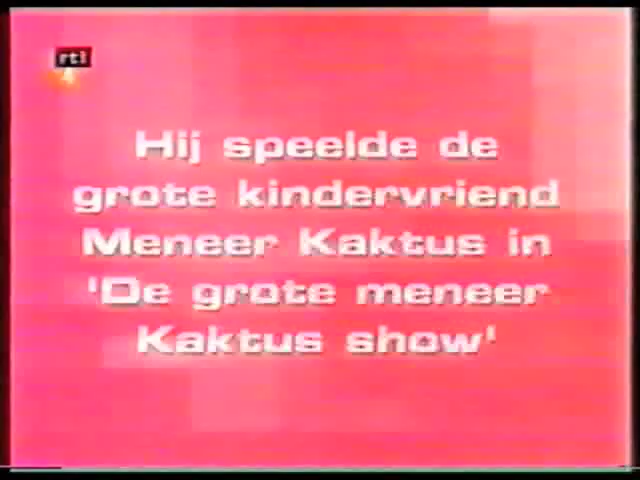 rtl
4
Hij speelde de
grote kindervriend
Meneer Kaktus in
'De grote meneer
Kaktus show'